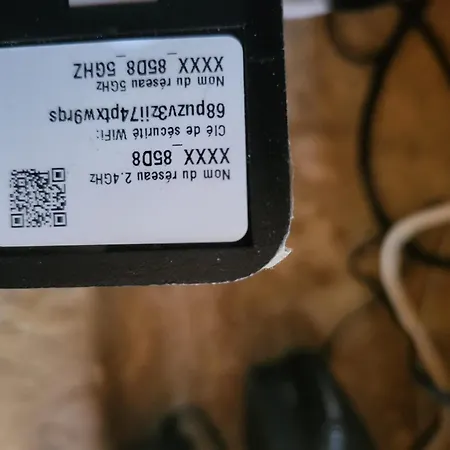 Nom du réseau 2.4GHz
XXXX_85D8
Clé de sécurité WiFi:
68puzv3zii74ptxw9rqs
Nom du réseau 5GHz
XXXX_85D8_5GHZ